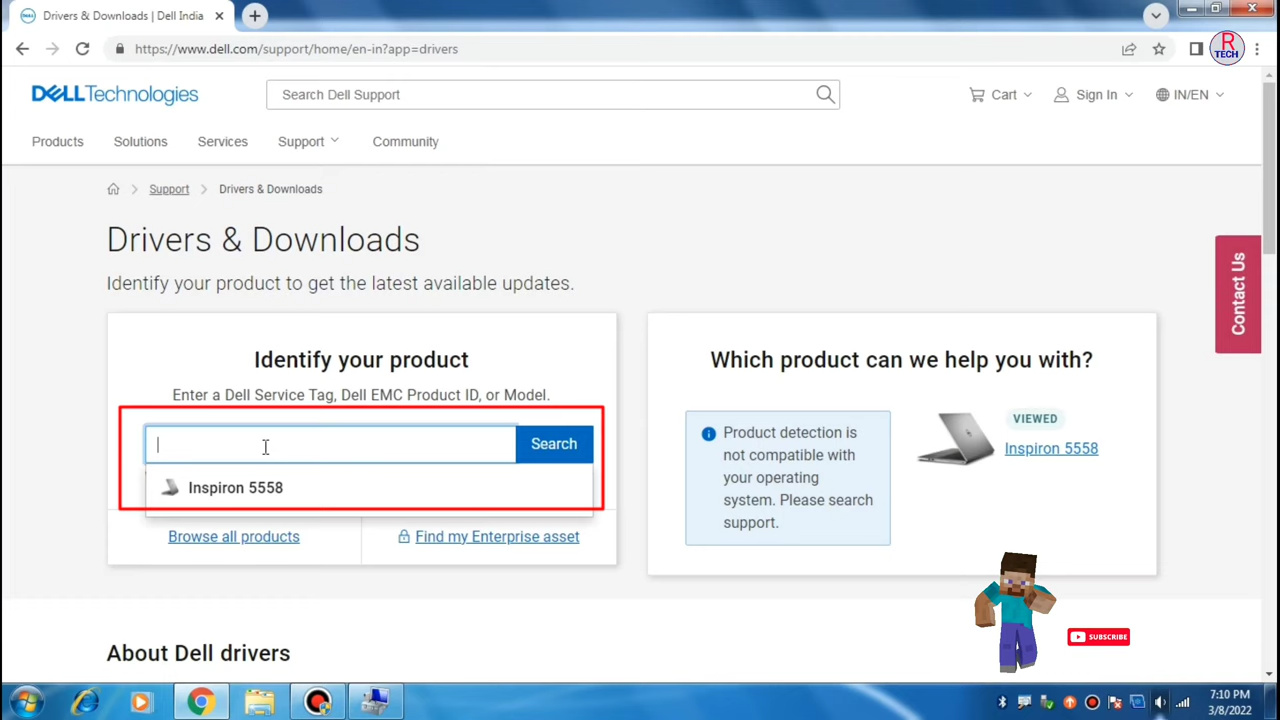 Drivers & Downloads | Dell India
https://www.dell.com/support/home/en-in?app=drivers
R
TECH
DELLTechnologies
Search Dell Support
Cart
Sign In
IN/EN
Products
Solutions
Services
Support
Community
Support
Drivers & Downloads
Drivers & Downloads
Identify your product to get the latest available updates.
Contact Us
Identify your product
Enter a Dell Service Tag, Dell EMC Product ID, or Model.
Search
Inspiron 5558
Browse all products
Find my Enterprise asset
Which product can we help you with?
Product detection is
not compatible with
your operating
system. Please search
support.
VIEWED
Inspiron 5558
SUBSCRIBE
About Dell drivers
7:10 PM
3/8/2022